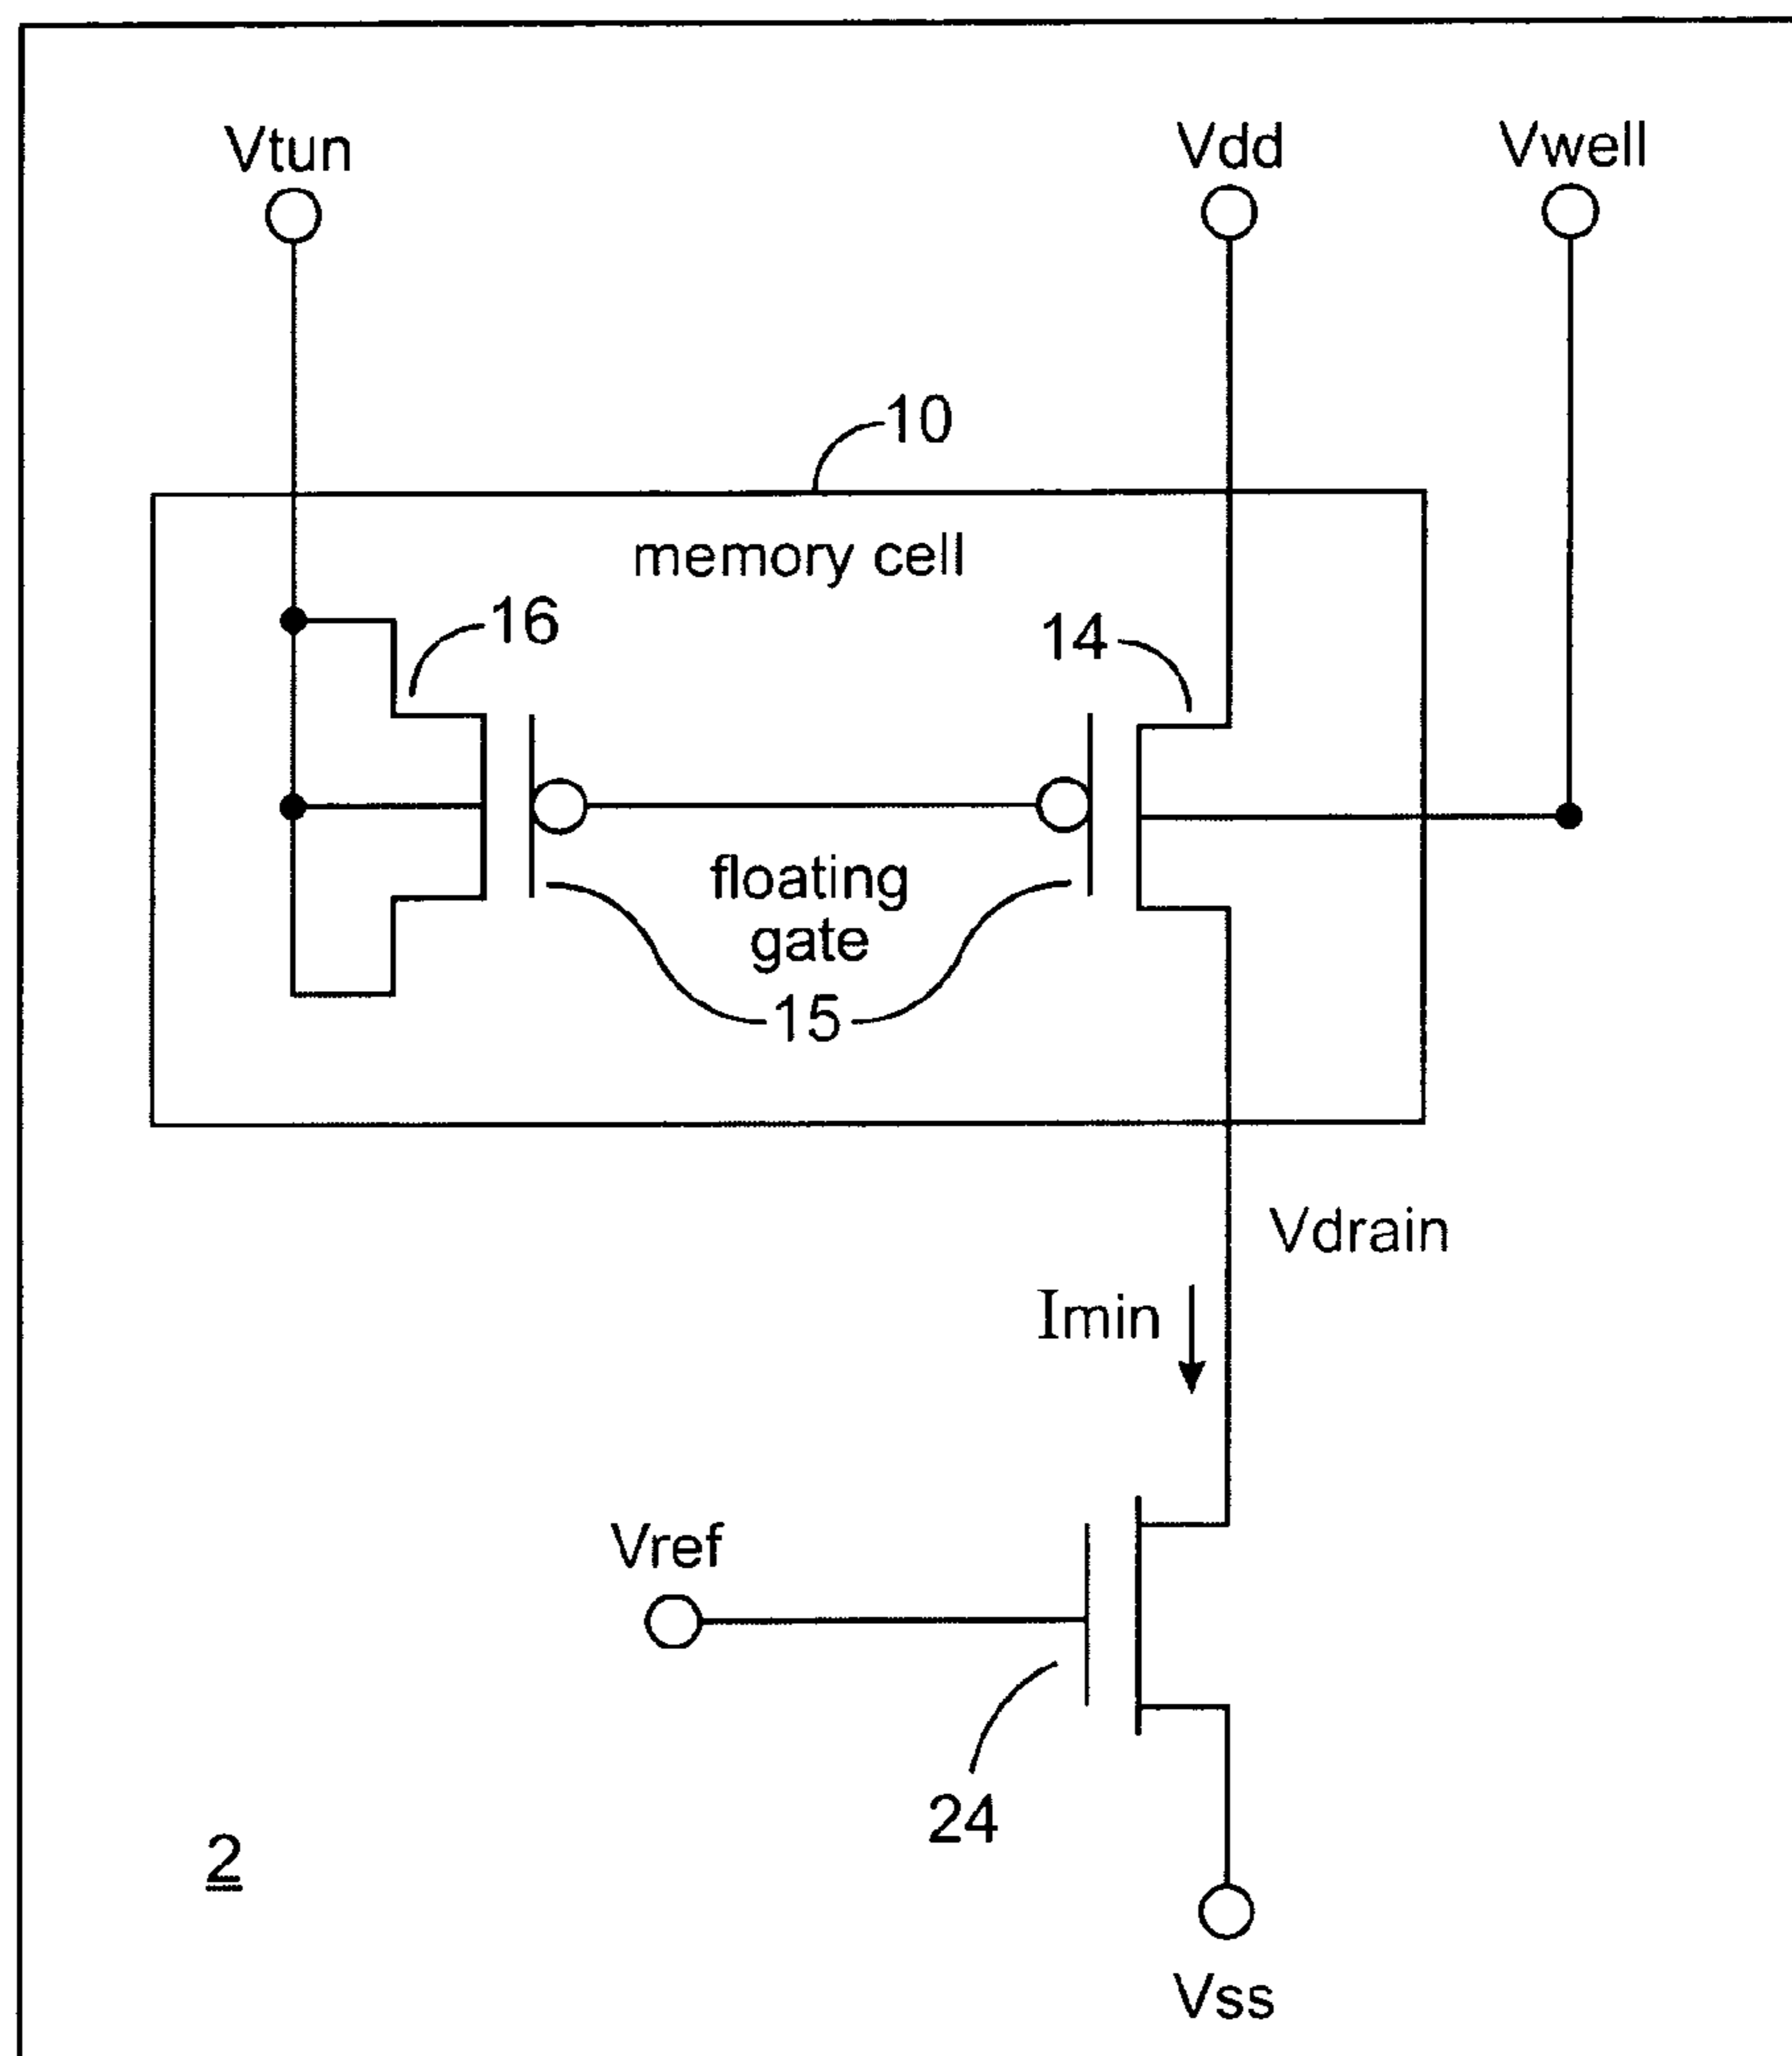 Vtun
Vdd
Vwell
10
memory cell
16
14
floating
gate
15
Vdrain
Imin
Vref
24
2
Vss